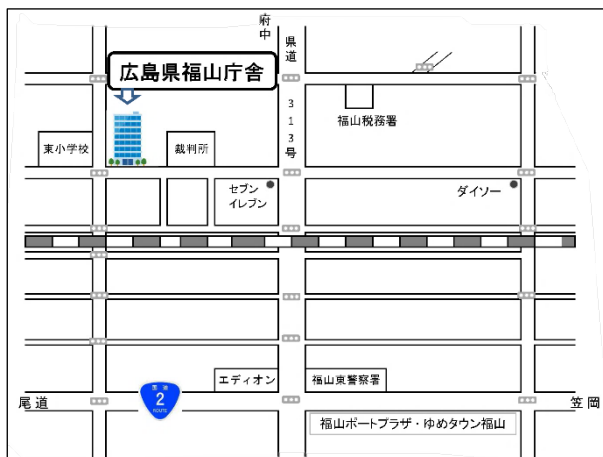 府中
県道313号
広島県福山庁舎
福山税務署
東小学校
裁判所
セブン
イレブン
ダイソー
エディオン
福山東警察署
国道
2
ROUTE
尾道
笠岡
福山ポートプラザ・ゆめタウン福山